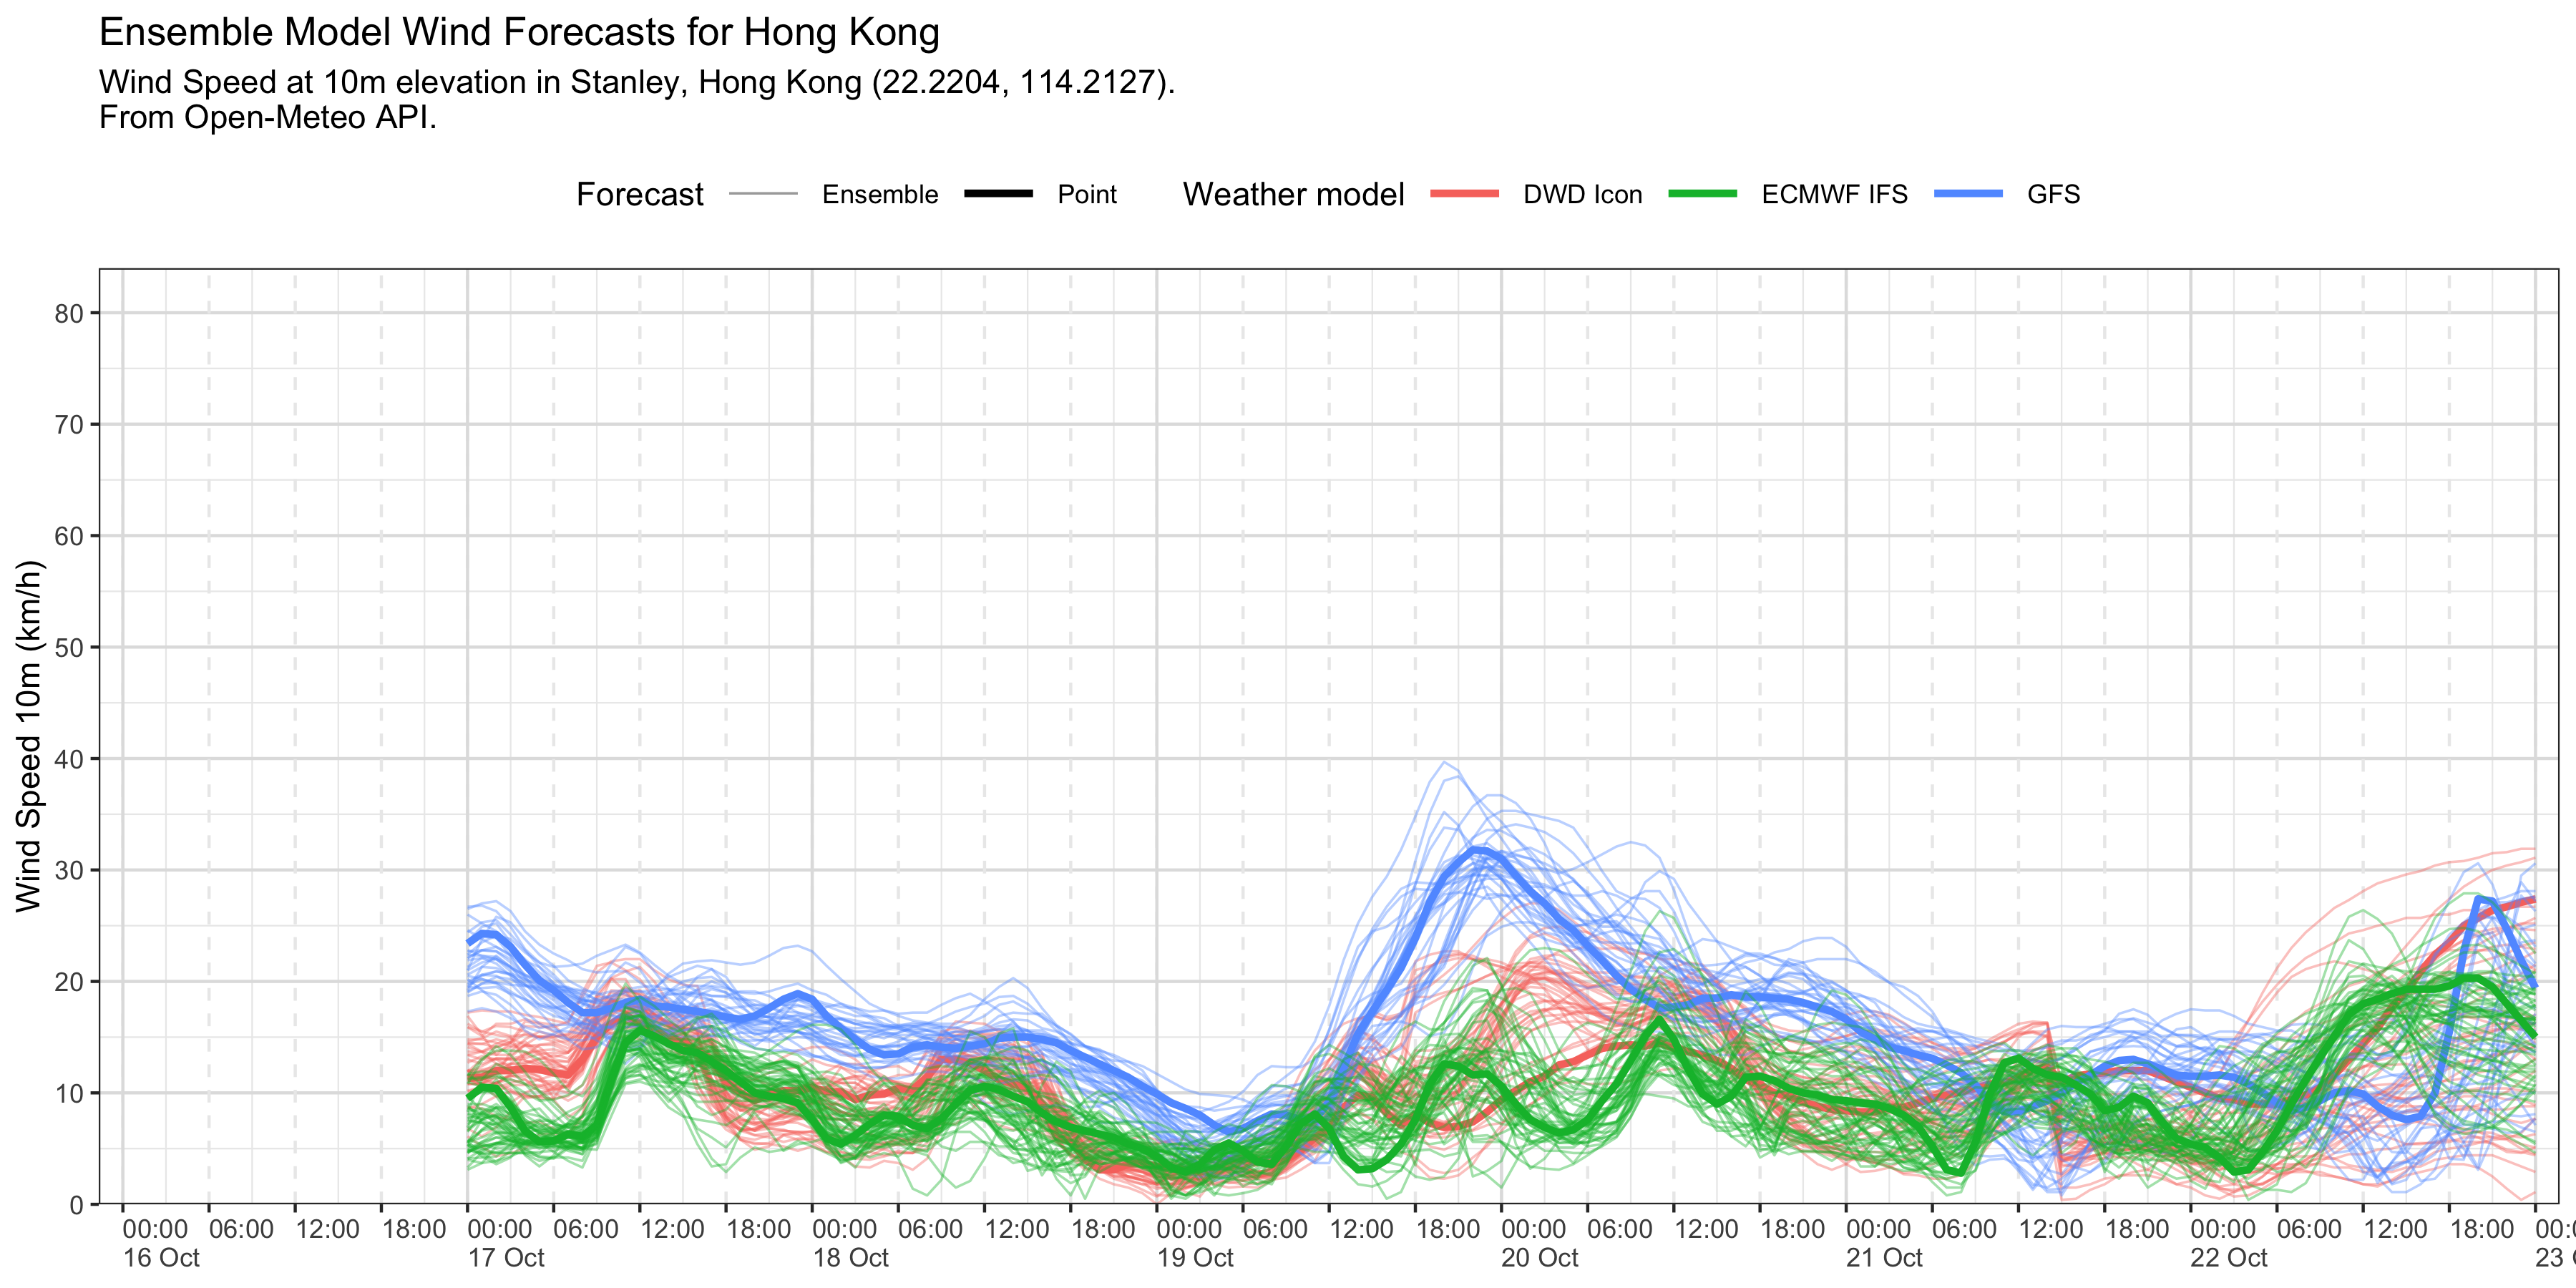 Ensemble Model Wind Forecasts for Hong Kong
Wind Speed at 10m elevation in Stanley, Hong Kong (22.2204, 114.2127).
From Open-Meteo API.
Forecast Ensemble Point Weather model DWD Icon ECMWF IFS GFS
Wind Speed 10m (km/h)
80
70
60
50
40
30
20
10
0
00:00 06:00 12:00 18:00 00:00 06:00 12:00 18:00 00:00 06:00 12:00 18:00 00:00 06:00 12:00 18:00 00:00 06:00 12:00 18:00 00:00 06:00 12:00 18:00 00:00 06:00 12:00 18:00
16 Oct 17 Oct 18 Oct 19 Oct 20 Oct 21 Oct 22 Oct 23